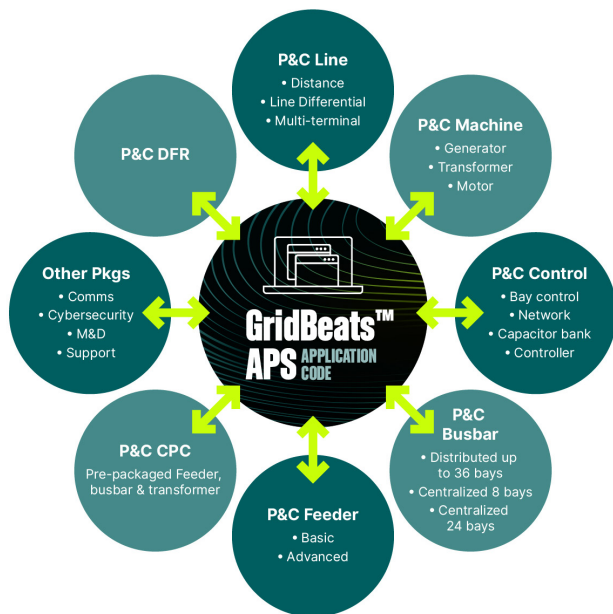 P&C Line
• Distance
• Line Differential
• Multi-terminal
P&C DFR
P&C Machine
• Generator
• Transformer
• Motor
Other Pkgs
• Comms
• Cybersecurity
• M&D
• Support
GridBeats™
APS APPLICATION
CODE
P&C Control
• Bay control
• Network
• Capacitor bank
• Controller
P&C CPC
Pre-packaged Feeder,
busbar & transformer
P&C
Busbar
• Distributed up
to 36 bays
• Centralized 8 bays
• Centralized
24 bays
P&C Feeder
• Basic
• Advanced